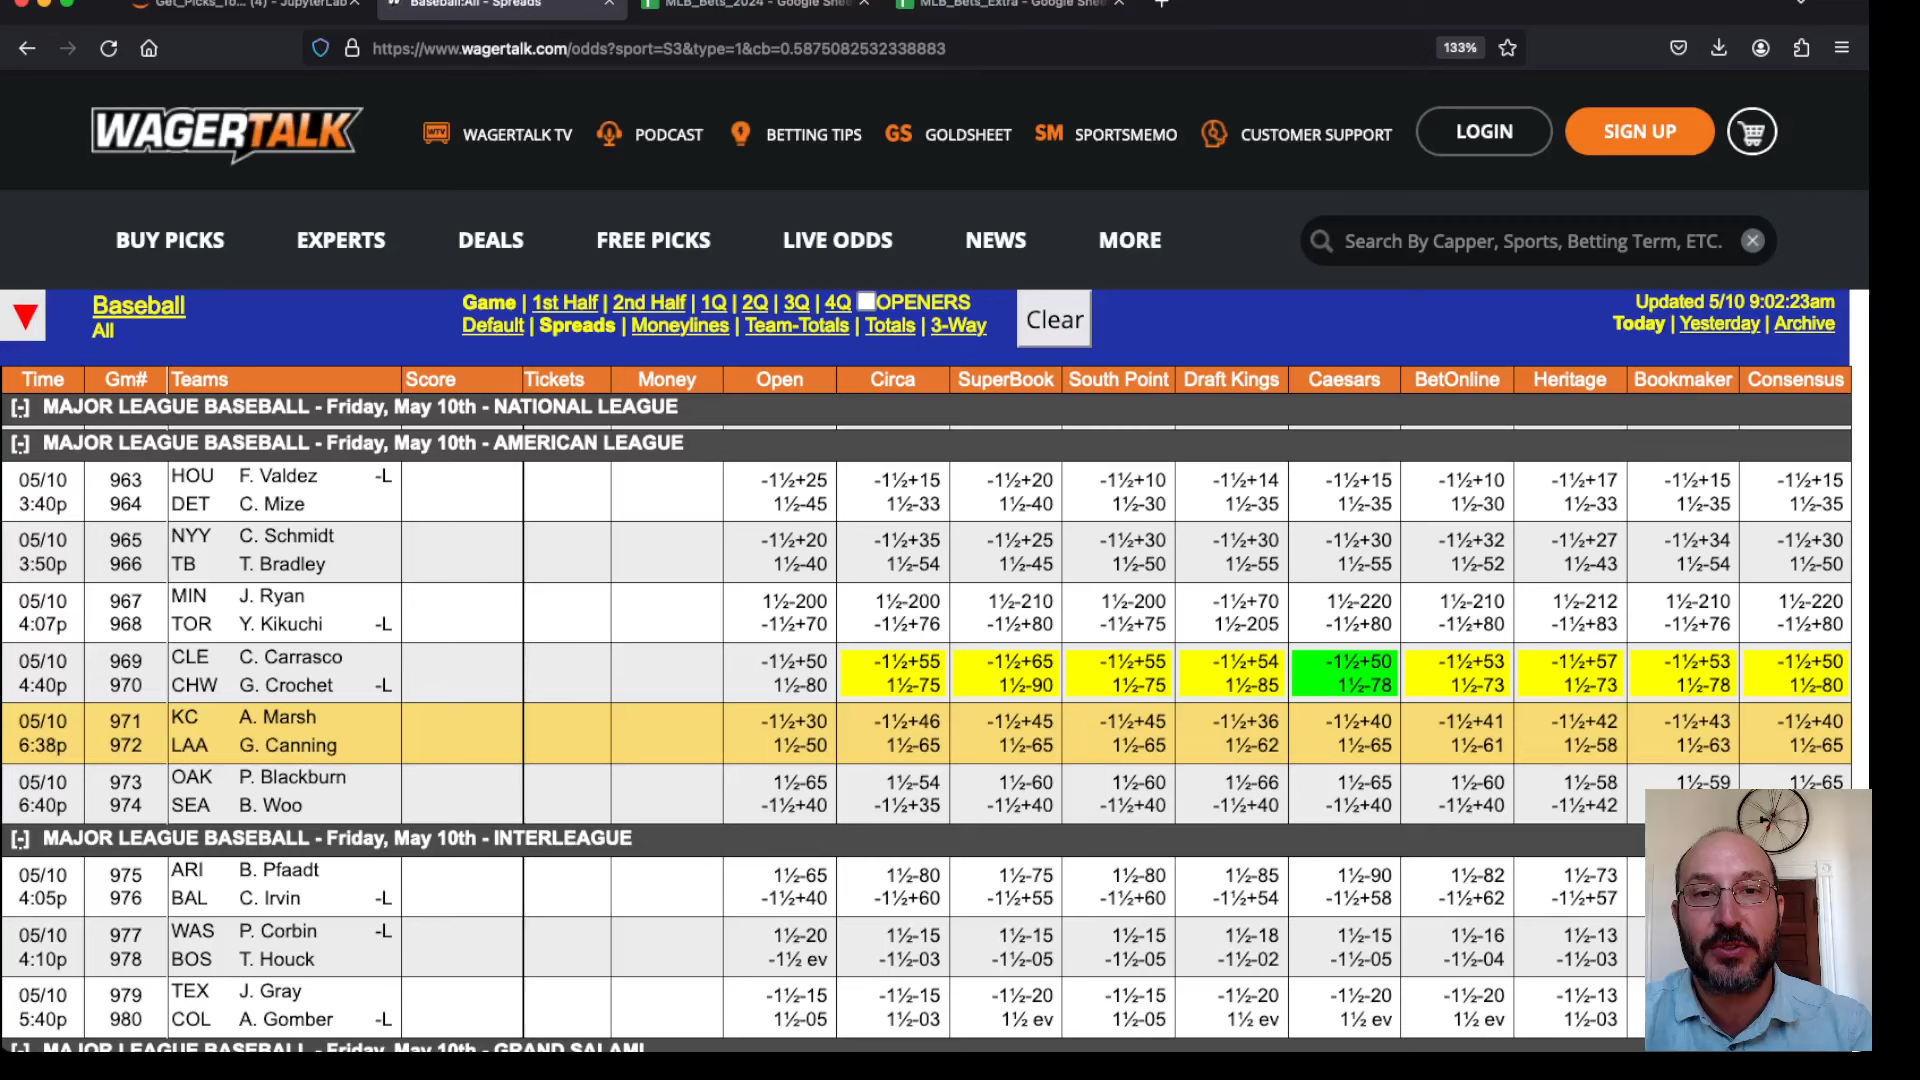 Get_Picks_To... (4) - JupyterLab
Baseball:All - Spreads
MLB_Bets_2024 - Google Shee
MLB_Bets_Extra - Google Shee
https://www.wagertalk.com/odds?sport=S3&type=1&cb=0.5875082532338883
133%
WAGERTALK
WTV WAGERTALK TV PODCAST BETTING TIPS GS GOLDSHEET SM SPORTSMEMO CUSTOMER SUPPORT LOGIN SIGN UP
BUY PICKS EXPERTS DEALS FREE PICKS LIVE ODDS NEWS MORE Search By Capper, Sports, Betting Term, ETC.
Baseball
All
Game | 1st Half | 2nd Half | 1Q | 2Q | 3Q | 4Q OPENERS
Default | Spreads | Moneylines | Team-Totals | Totals | 3-Way
Clear
Updated 5/10 9:02:23am
Today | Yesterday | Archive
Time Gm# Teams Score Tickets Money Open Circa SuperBook South Point Draft Kings Caesars BetOnline Heritage Bookmaker Consensus
[-] MAJOR LEAGUE BASEBALL - Friday, May 10th - NATIONAL LEAGUE
[-] MAJOR LEAGUE BASEBALL - Friday, May 10th - AMERICAN LEAGUE
05/10 963 HOU F. Valdez -L -1½+25 -1½+15 -1½+20 -1½+10 -1½+14 -1½+15 -1½+10 -1½+17 -1½+15 -1½+15
3:40p 964 DET C. Mize 1½-45 1½-33 1½-40 1½-30 1½-35 1½-35 1½-30 1½-33 1½-35 1½-35
05/10 965 NYY C. Schmidt -1½+20 -1½+35 -1½+25 -1½+30 -1½+30 -1½+30 -1½+32 -1½+27 -1½+34 -1½+30
3:50p 966 TB T. Bradley 1½-40 1½-54 1½-45 1½-50 1½-55 1½-55 1½-52 1½-43 1½-54 1½-50
05/10 967 MIN J. Ryan 1½-200 1½-200 1½-210 1½-200 -1½+70 1½-220 1½-210 1½-212 1½-210 1½-220
4:07p 968 TOR Y. Kikuchi -L -1½+70 -1½+76 -1½+80 -1½+75 1½-205 -1½+80 -1½+80 -1½+83 -1½+76 -1½+80
05/10 969 CLE C. Carrasco -1½+50 -1½+55 -1½+65 -1½+55 -1½+54 -1½+50 -1½+53 -1½+57 -1½+53 -1½+50
4:40p 970 CHW G. Crochet -L 1½-80 1½-75 1½-90 1½-75 1½-85 1½-78 1½-73 1½-73 1½-78 1½-80
05/10 971 KC A. Marsh -1½+30 -1½+46 -1½+45 -1½+45 -1½+36 -1½+40 -1½+41 -1½+42 -1½+43 -1½+40
6:38p 972 LAA G. Canning 1½-50 1½-65 1½-65 1½-65 1½-62 1½-65 1½-61 1½-58 1½-63 1½-65
05/10 973 OAK P. Blackburn 1½-65 1½-54 1½-60 1½-60 1½-66 1½-65 1½-60 1½-58 1½-59 1½-65
6:40p 974 SEA B. Woo -1½+40 -1½+35 -1½+40 -1½+40 -1½+40 -1½+40 -1½+40 -1½+42
[-] MAJOR LEAGUE BASEBALL - Friday, May 10th - INTERLEAGUE
05/10 975 ARI B. Pfaadt 1½-65 1½-80 1½-75 1½-80 1½-85 1½-90 1½-82 1½-73
4:05p 976 BAL C. Irvin -L -1½+40 -1½+60 -1½+55 -1½+60 -1½+54 -1½+58 -1½+62 -1½+57
05/10 977 WAS P. Corbin -L 1½-20 1½-15 1½-15 1½-15 1½-18 1½-15 1½-16 1½-13
4:10p 978 BOS T. Houck -1½ ev -1½-03 -1½-05 -1½-05 -1½-02 -1½-05 -1½-04 -1½-03
05/10 979 TEX J. Gray -1½-15 -1½-15 -1½-20 -1½-15 -1½-20 -1½-20 -1½-20 -1½-13
5:40p 980 COL A. Gomber -L 1½-05 1½-03 1½ ev 1½-05 1½ ev 1½ ev 1½ ev 1½-03
[-] MAJOR LEAGUE BASEBALL - Friday, May 10th - GRAND SALAMI